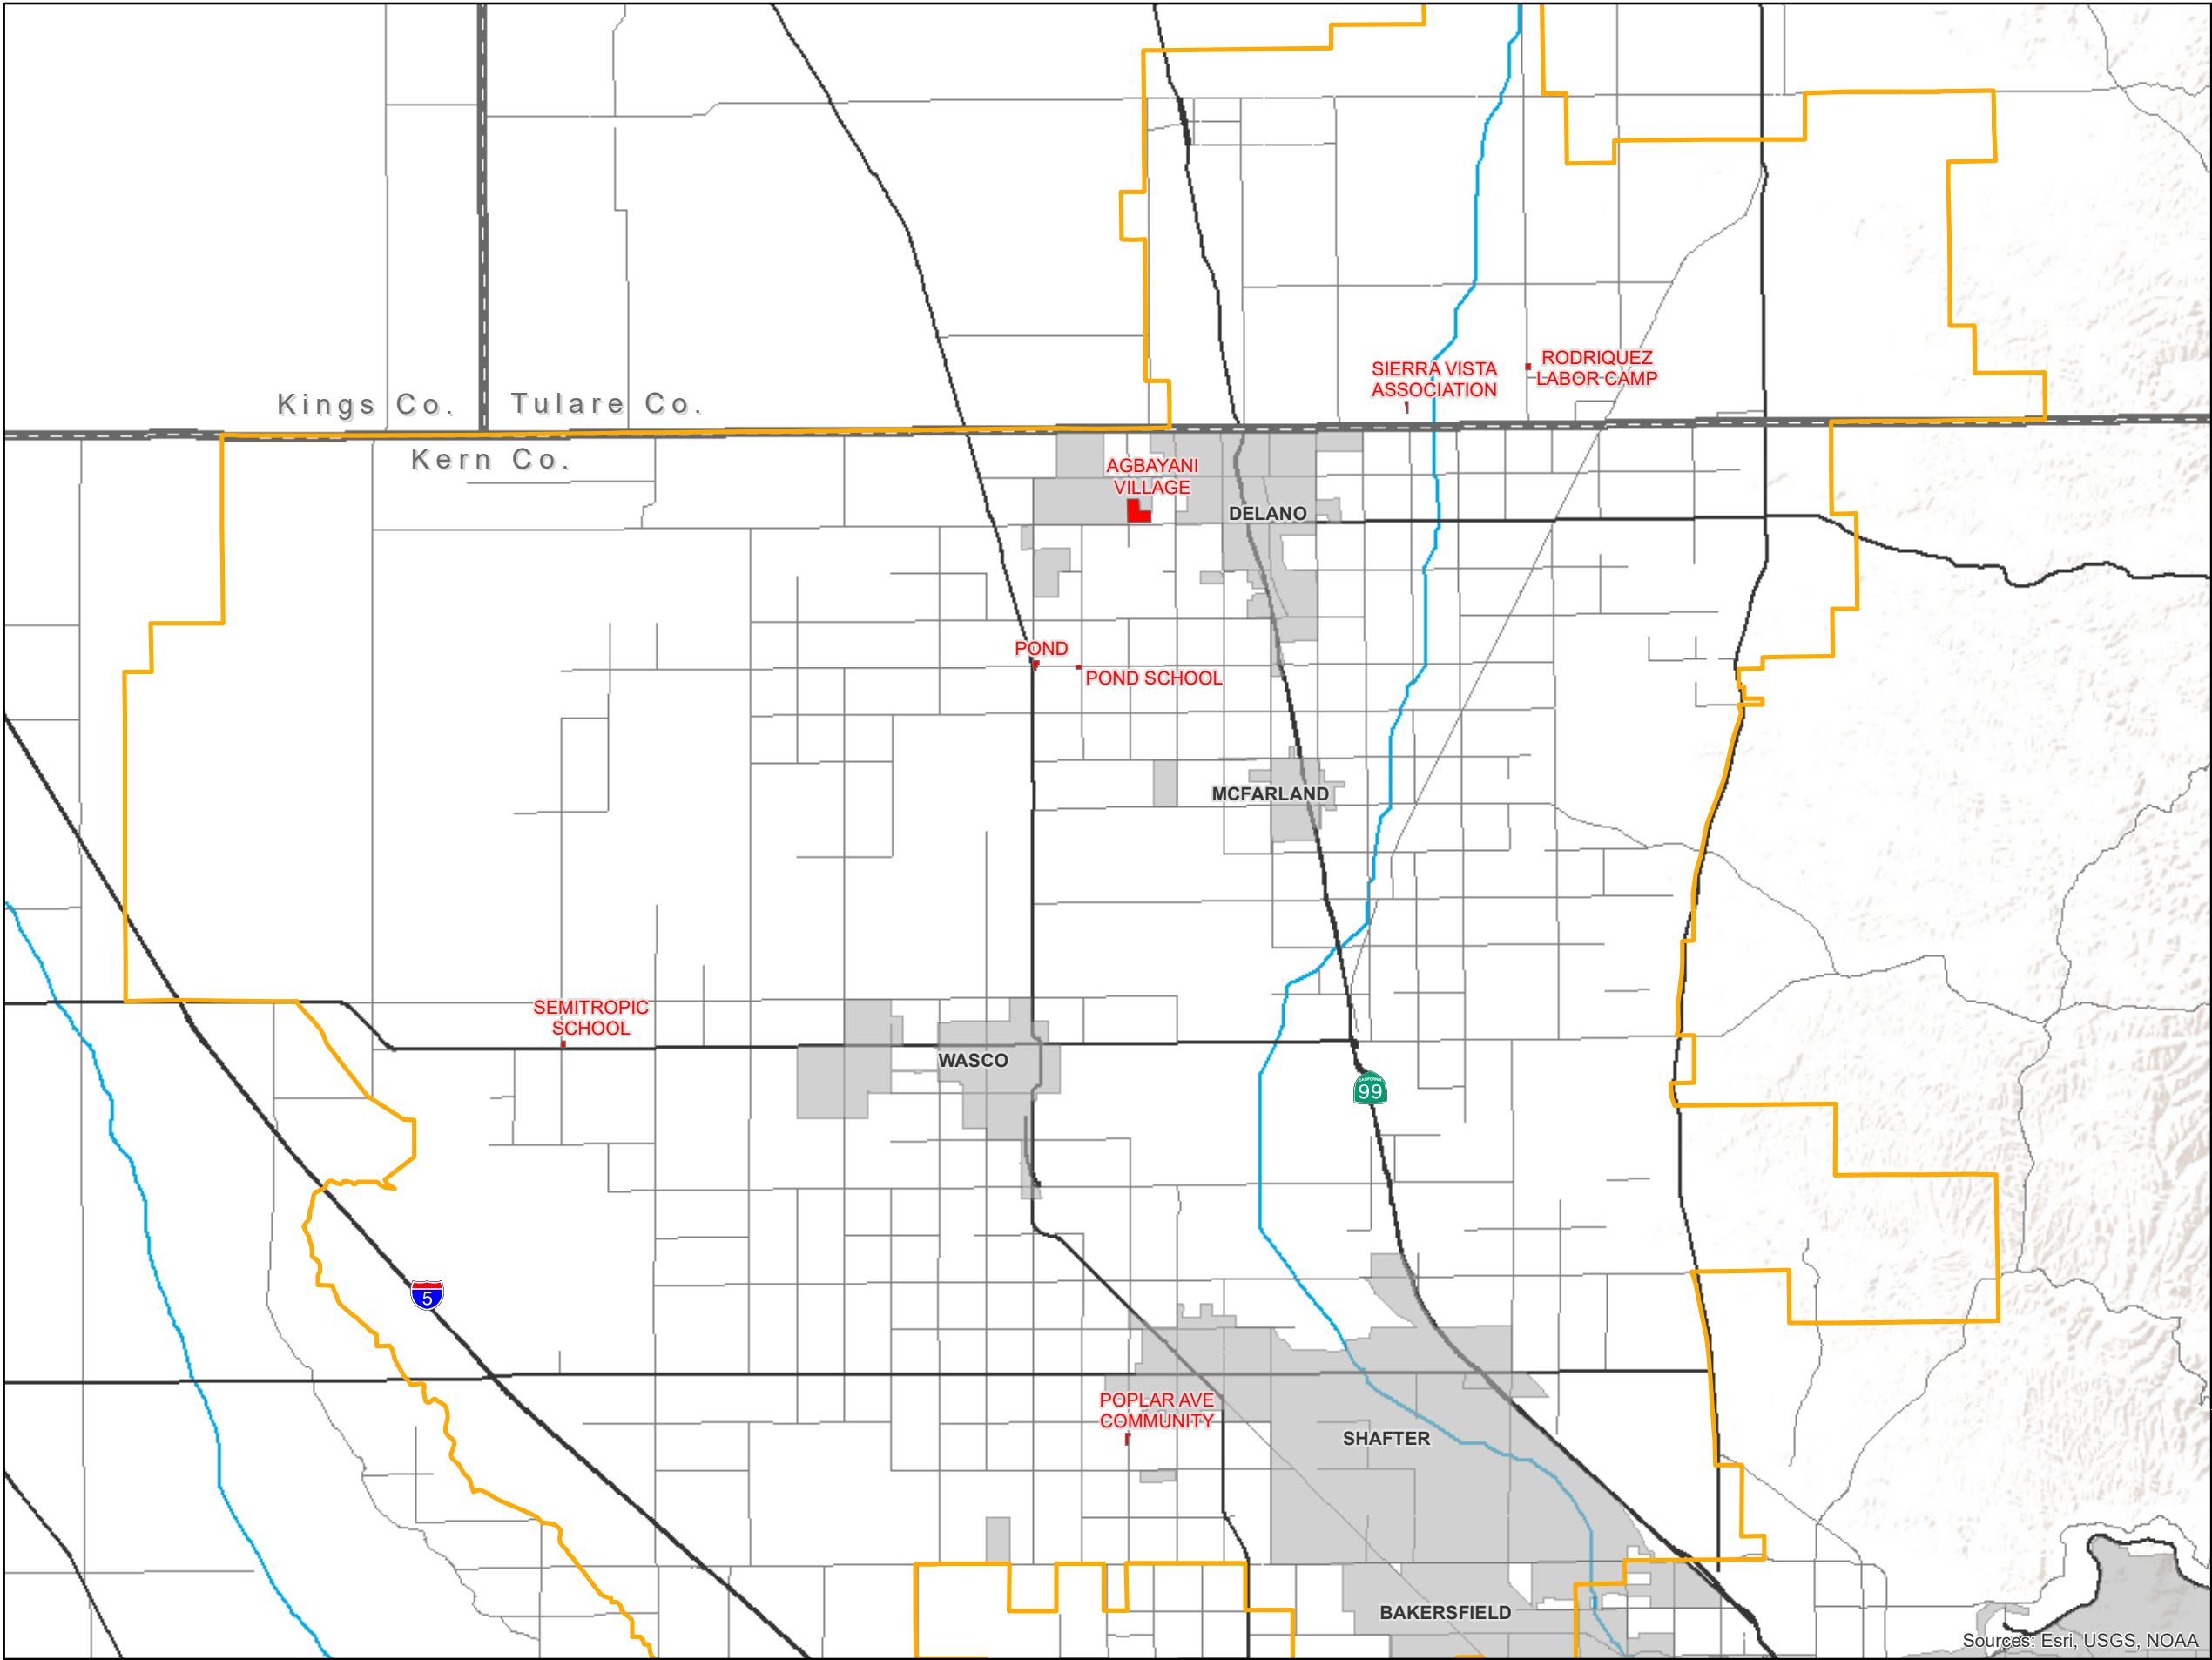 SIERRA VISTA
ASSOCIATION
RODRIQUEZ
LABOR CAMP
Kings Co.
Tulare Co.
Kern Co.
AGBAYANI
VILLAGE
DELANO
POND
POND SCHOOL
MCFARLAND
SEMITROPIC
SCHOOL
WASCO
CALIFORNIA
99
5
POPLAR AVE
COMMUNITY
SHAFTER
BAKERSFIELD
Sources: Esri, USGS, NOAA